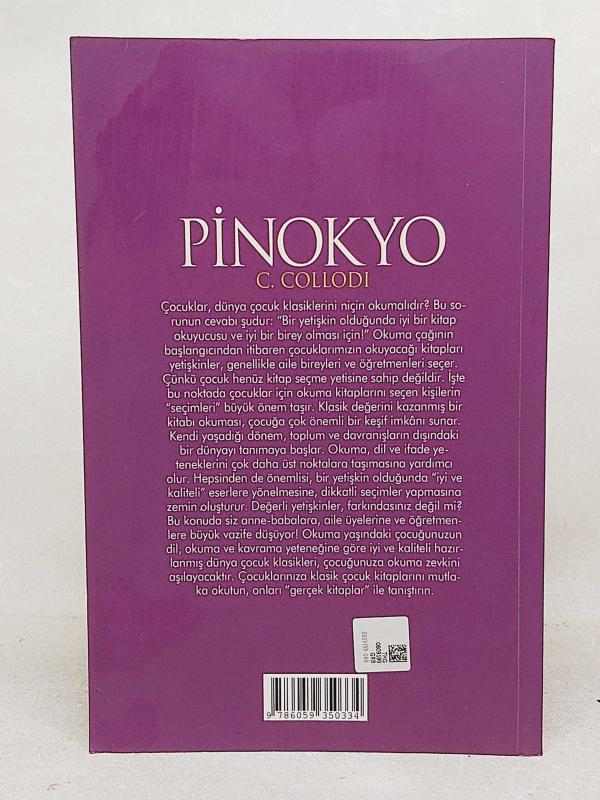 PİNOKYO
C. COLLODI
Çocuklar, dünya çocuk klasiklerini niçin okumalıdır? Bu so-
runun cevabı şudur: “Bir yetişkin olduğunda iyi bir kitap
okuyucusu ve iyi bir birey olması için!” Okuma çağının
başlangıcından itibaren çocuklarımızın okuyacağı kitapları
yetişkinler, genellikle aile bireyleri ve öğretmenleri seçer.
Çünkü çocuk henüz kitap seçme yetisine sahip değildir. İşte
bu noktada çocuklar için okuma kitaplarını seçen kişilerin
“seçimleri” büyük önem taşır. Klasik değerini kazanmış bir
kitabı okuması, çocuğa çok önemli bir keşif imkânı sunar.
Kendi yaşadığı dönem, toplum ve davranışların dışındaki
bir dünyayı tanımaya başlar. Okuma, dil ve ifade ye-
teneklerini çok daha üst noktalara taşımasına yardımcı
olur. Hepsinden de önemlisi, bir yetişkin olduğunda “iyi ve
kaliteli” eserlere yönelmesine, dikkatli seçimler yapmasına
zemin oluşturur. Değerli yetişkinler, farkındasınız değil mi?
Bu konuda siz anne-babalara, aile üyelerine ve öğretmen-
lere büyük vazife düşüyor! Okuma yaşındaki çocuğunuzun
dil, okuma ve kavrama yeteneğine göre iyi ve kaliteli hazır-
lanmış dünya çocuk klasikleri, çocuğunuza okuma zevkini
aşılayacaktır. Çocuklarınıza klasik çocuk kitaplarını mutla-
ka okutun, onları “gerçek kitaplar” ile tanıştırın.
9 786059 350334